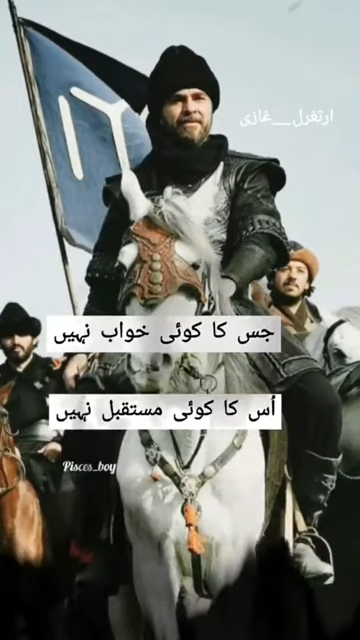 ارتغرل__غازی
جس کا کوئی خواب نہیں
اُس کا کوئی مستقبل نہیں
Pisces_boy